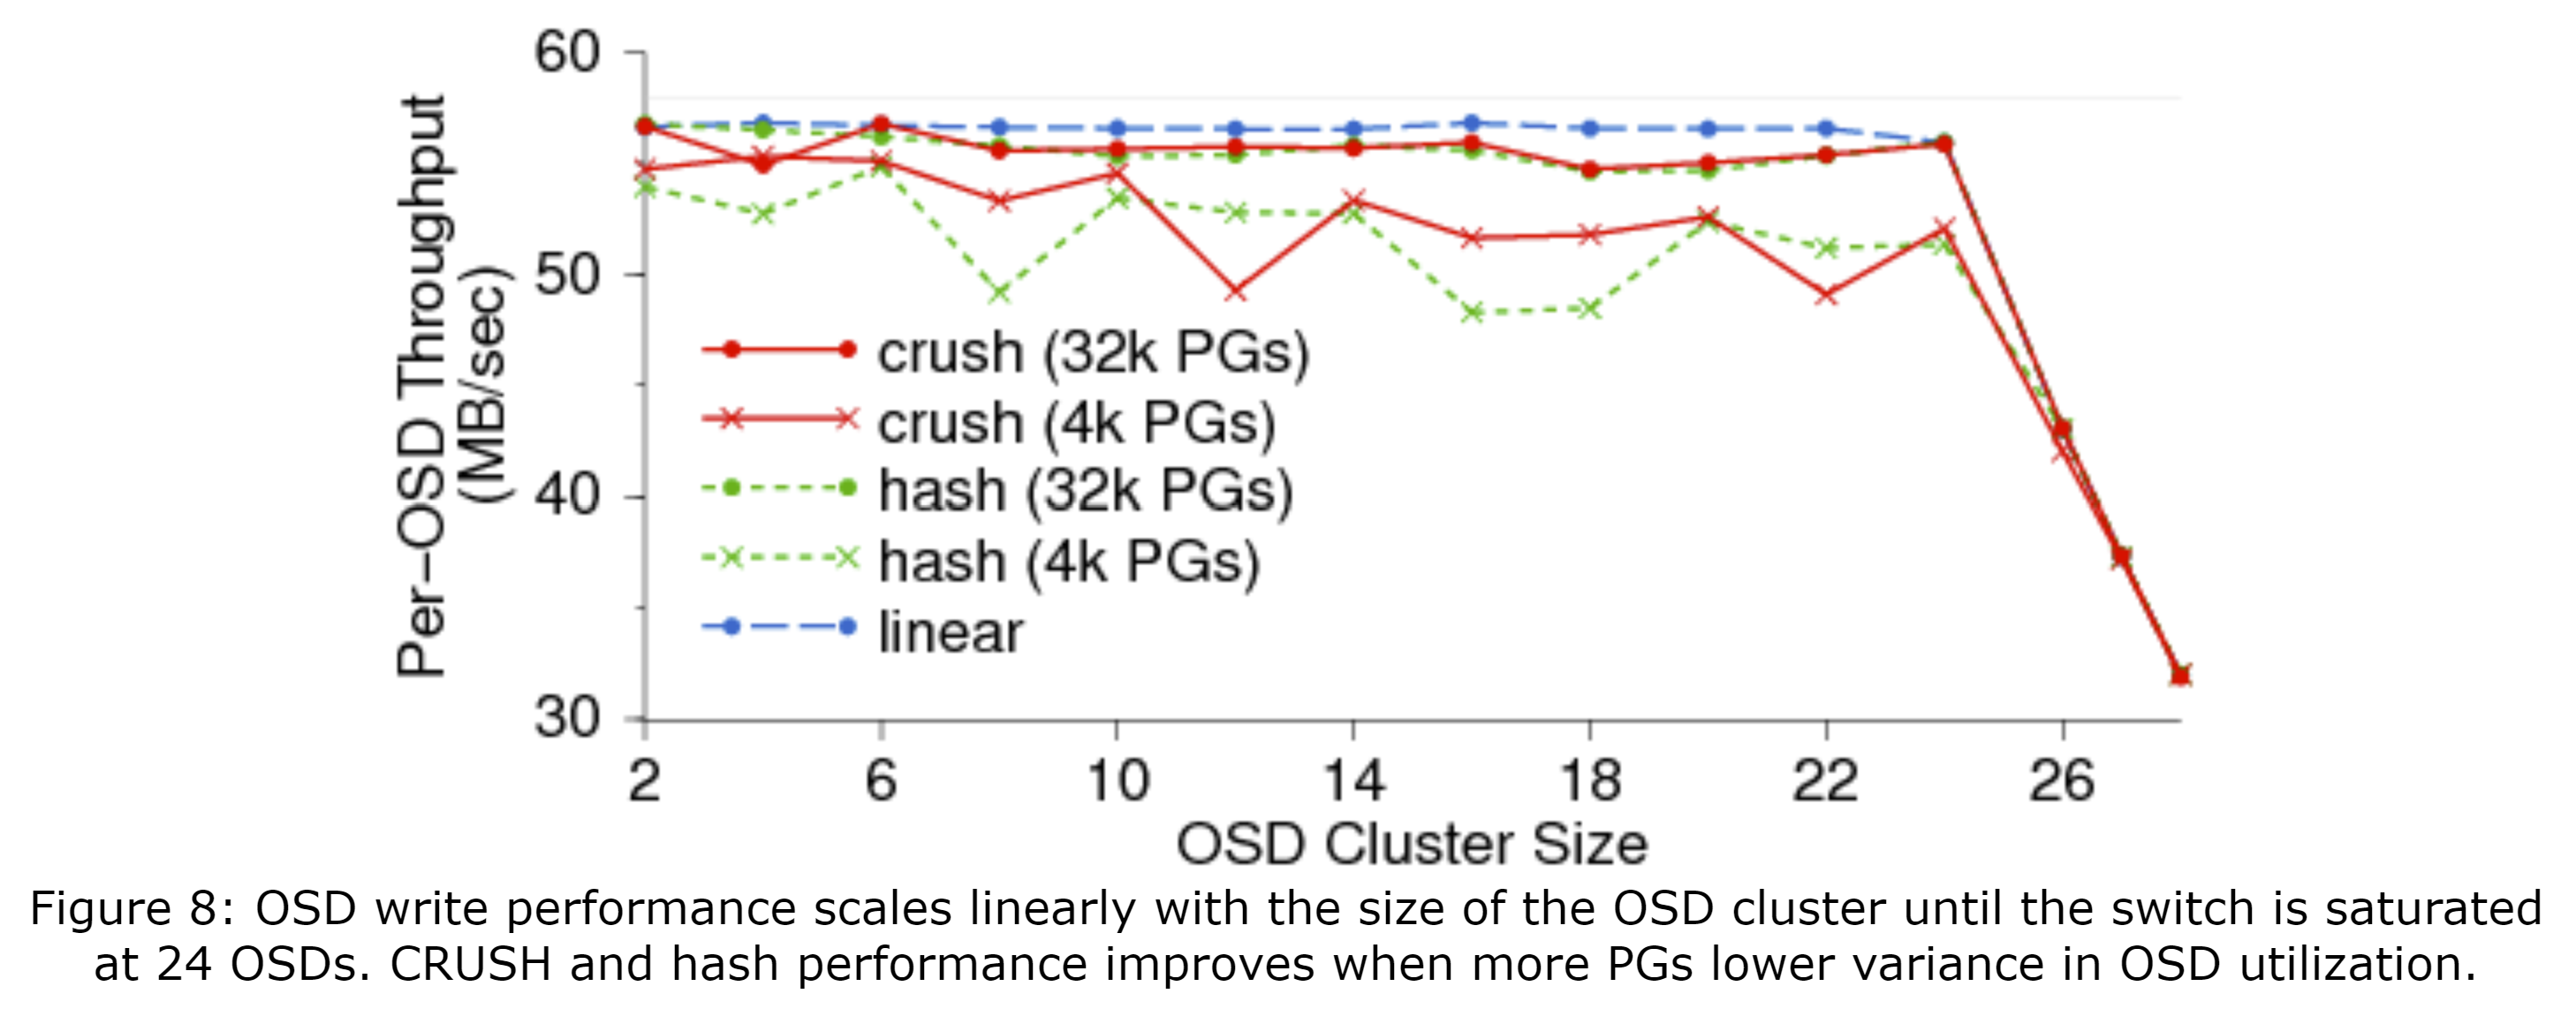 60
50
40
30
Per-OSD Throughput
(MB/sec)
crush (32k PGs)
crush (4k PGs)
hash (32k PGs)
hash (4k PGs)
linear
2 6 10 14 18 22 26
OSD Cluster Size
Figure 8: OSD write performance scales linearly with the size of the OSD cluster until the switch is saturated
at 24 OSDs. CRUSH and hash performance improves when more PGs lower variance in OSD utilization.